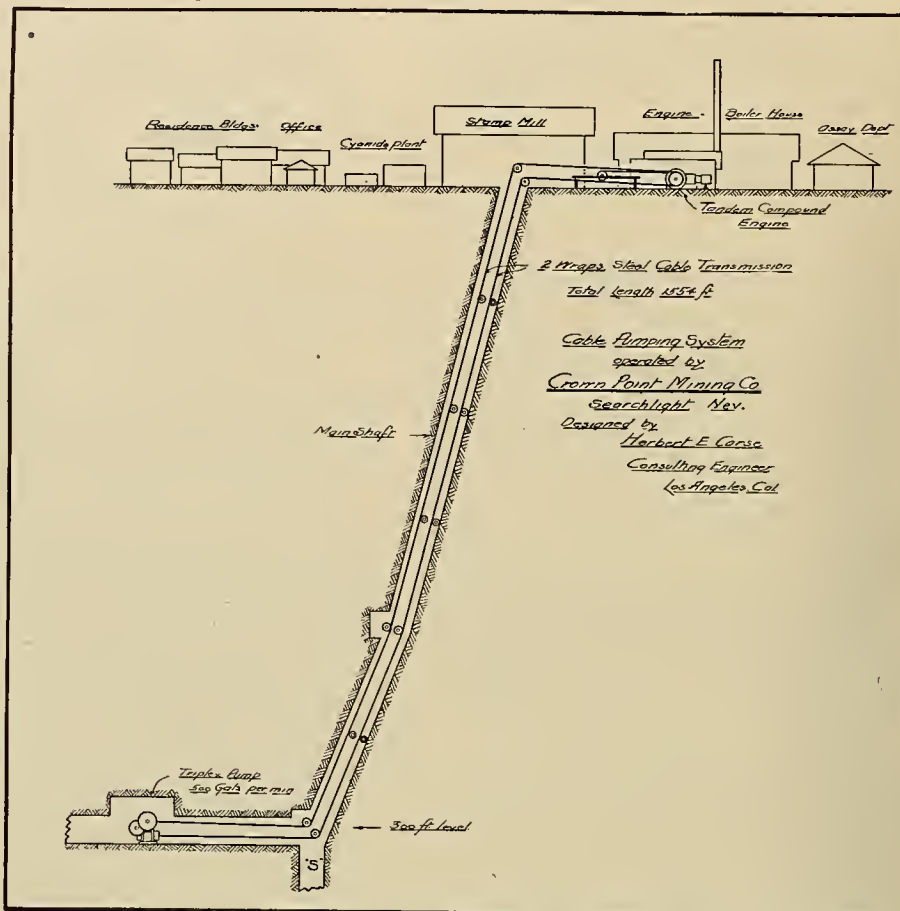 Residence Bldgs. Office
Cyanide plant
Stamp Mill
Engine - Boiler House
Assay Dept
Tandem Compound
Engine
2 Wraps Steel Cable Transmission
Total Length 1554 ft
Cable Pumping System
operated by
Crown Point Mining Co
Searchlight Nev.
Designed by
Herbert E Carse
Consulting Engineer
Los Angeles. Cal
Main Shaft
Triplex Pump
500 Gals per min
300 ft Level
"S"